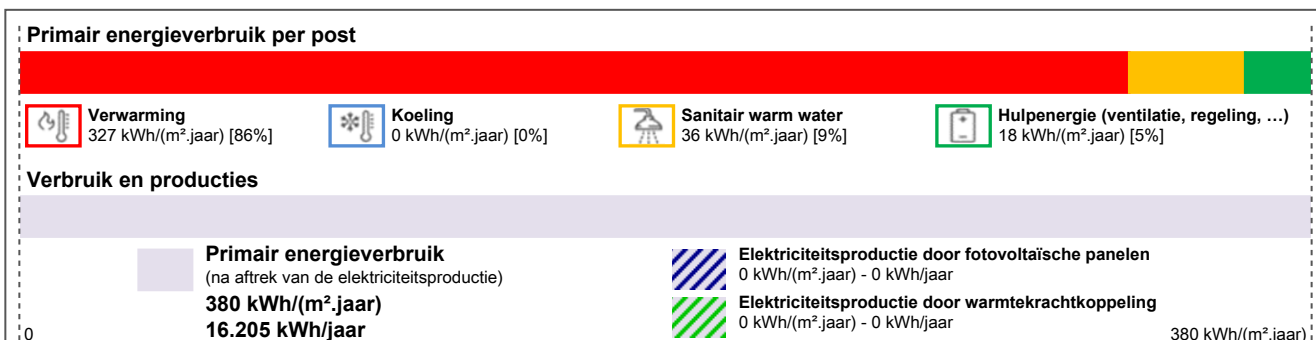 Primair energieverbruik per post
Verwarming
327 kWh/(m².jaar) [86%]
Koeling
0 kWh/(m².jaar) [0%]
Sanitair warm water
36 kWh/(m².jaar) [9%]
Hulpenergie (ventilatie, regeling, …)
18 kWh/(m².jaar) [5%]
Verbruik en producties
Primair energieverbruik
(na aftrek van de elektriciteitsproductie)
380 kWh/(m².jaar)
16.205 kWh/jaar
Elektriciteitsproductie door fotovoltaïsche panelen
0 kWh/(m².jaar) - 0 kWh/jaar
Elektriciteitsproductie door warmtekrachtkoppeling
0 kWh/(m².jaar) - 0 kWh/jaar
0
380 kWh/(m².jaar)